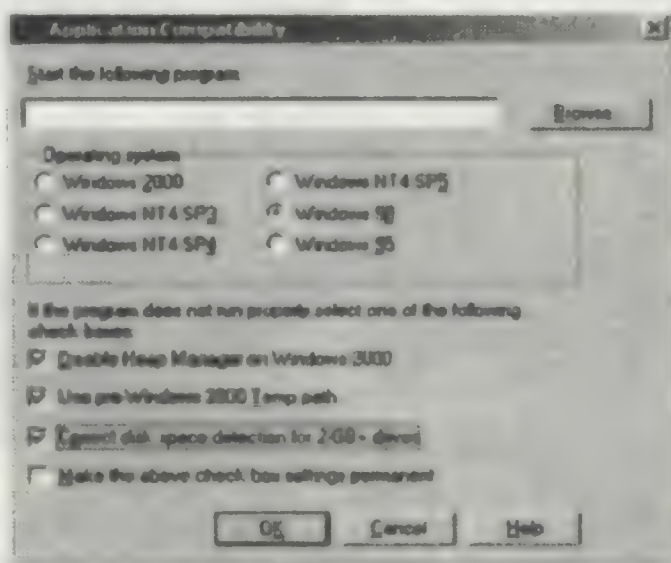 Application Compatibility
Start the following program:
Browse
Operating system
Windows 2000
Windows NT4 SP5
Windows NT4 SP3
Windows 98
Windows NT4 SP4
Windows 95
If the program does not run properly select one of the following
check boxes
Disable Heap Manager on Windows 2000
Use pre-Windows 2000 Temp path
Correct disk space detection for 2-GB+ drives
Make the above check box settings permanent
OK
Cancel
Help